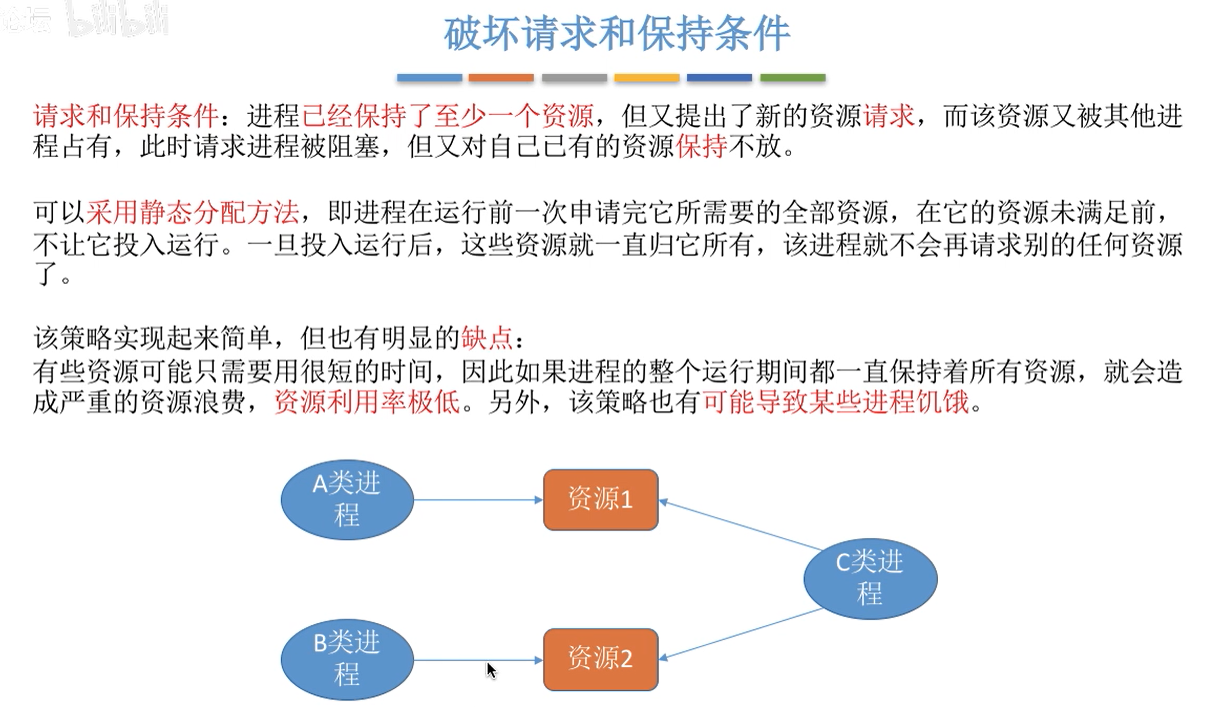 破坏请求和保持条件
请求和保持条件：进程已经保持了至少一个资源，但又提出了新的资源请求，而该资源又被其他进
程占有，此时请求进程被阻塞，但又对自己已有的资源保持不放。
可以采用静态分配方法，即进程在运行前一次申请完它所需要的全部资源，在它的资源未满足前，
不让它投入运行。一旦投入运行后，这些资源就一直归它所有，该进程就不会再请求别的任何资源
了。
该策略实现起来简单，但也有明显的缺点：
有些资源可能只需要用很短的时间，因此如果进程的整个运行期间都一直保持着所有资源，就会造
成严重的资源浪费，资源利用率极低。另外，该策略也有可能导致某些进程饥饿。
A类进
程
资源1
C类进
程
B类进
程
资源2
bilibili